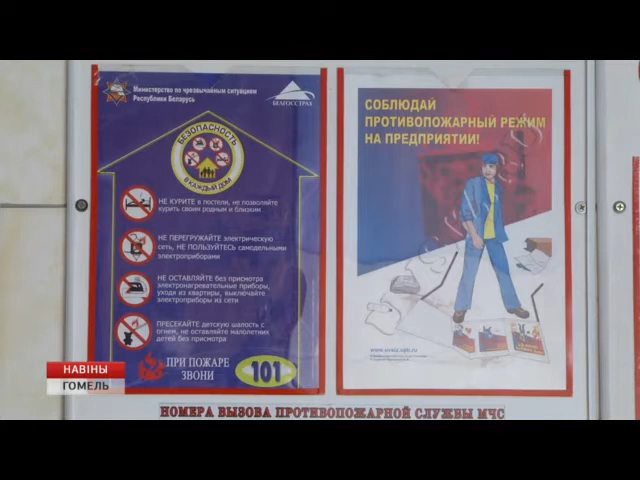 Министерство по чрезвычайным ситуациям
Республики Беларусь
БЕЛГОССТРАХ
БЕЗОПАСНОСТЬ
В КАЖДЫЙ ДОМ
НЕ КУРИТЕ в постели, не позволяйте
курить своим родным и близким
НЕ ПЕРЕГРУЖАЙТЕ электрическую
сеть, НЕ ПОЛЬЗУЙТЕСЬ самодельными
электроприборами
НЕ ОСТАВЛЯЙТЕ без присмотра
электронагревательные приборы,
уходя из квартиры, выключайте
электроприборы из сети
ПРЕСЕКАЙТЕ детскую шалость с
огнем, не оставляйте малолетних
детей без присмотра
ПРИ ПОЖАРЕ
ЗВОНИ
101
СОБЛЮДАЙ
ПРОТИВОПОЖАРНЫЙ РЕЖИМ
НА ПРЕДПРИЯТИИ!
НАВІНЫ
ГОМЕЛЬ
НОМЕРА ВЫЗОВА ПРОТИВОПОЖАРНОЙ СЛУЖБЫ МЧС